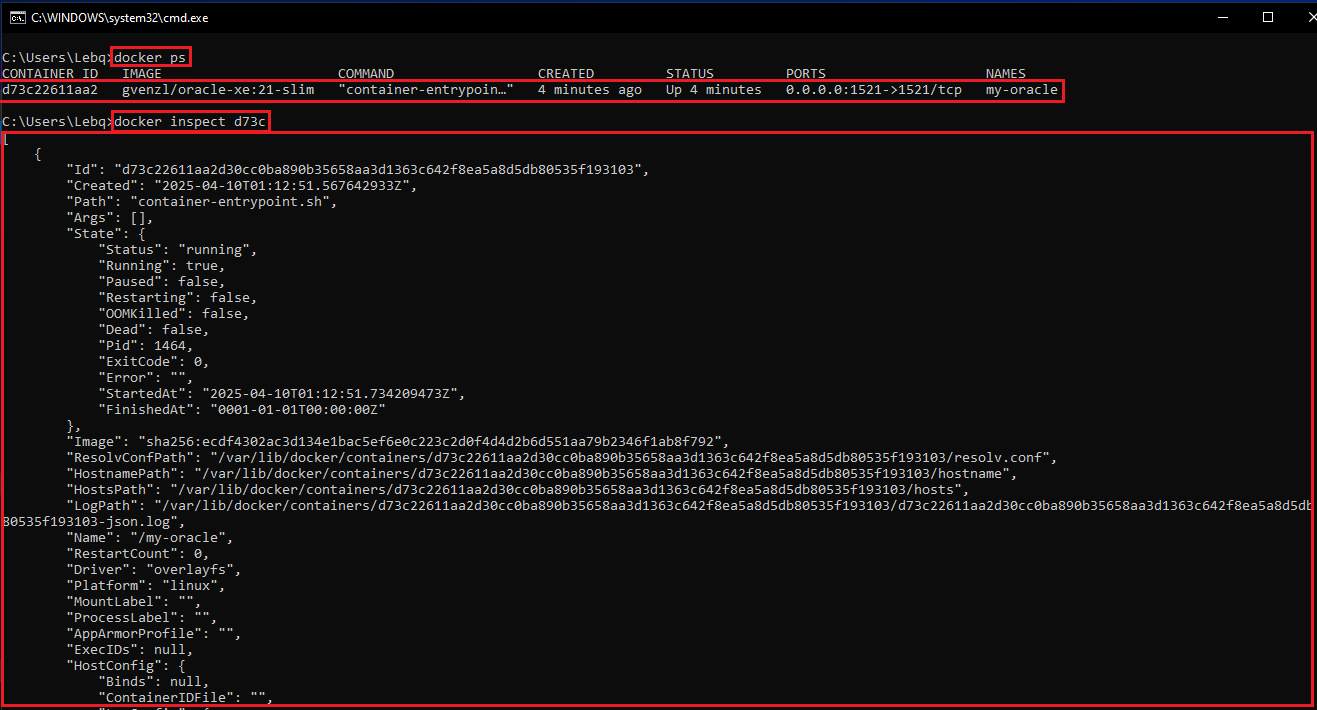 C:\WINDOWS\system32\cmd.exe
C:\Users\Lebq>docker ps
CONTAINER ID   IMAGE                       COMMAND                  CREATED         STATUS         PORTS                    NAMES
d73c22611aa2   gvenzl/oracle-xe:21-slim   "container-entrypoin…"   4 minutes ago   Up 4 minutes   0.0.0.0:1521->1521/tcp   my-oracle
C:\Users\Lebq>docker inspect d73c
[
    {
        "Id": "d73c22611aa2d30cc0ba890b35658aa3d1363c642f8ea5a8d5db80535f193103",
        "Created": "2025-04-10T01:12:51.567642933Z",
        "Path": "container-entrypoint.sh",
        "Args": [],
        "State": {
            "Status": "running",
            "Running": true,
            "Paused": false,
            "Restarting": false,
            "OOMKilled": false,
            "Dead": false,
            "Pid": 1464,
            "ExitCode": 0,
            "Error": "",
            "StartedAt": "2025-04-10T01:12:51.734209473Z",
            "FinishedAt": "0001-01-01T00:00:00Z"
        },
        "Image": "sha256:ecdf4302ac3d134e1bac5ef6e0c223c2d0f4d4d2b6d551aa79b2346f1ab8f792",
        "ResolvConfPath": "/var/lib/docker/containers/d73c22611aa2d30cc0ba890b35658aa3d1363c642f8ea5a8d5db80535f193103/resolv.conf",
        "HostnamePath": "/var/lib/docker/containers/d73c22611aa2d30cc0ba890b35658aa3d1363c642f8ea5a8d5db80535f193103/hostname",
        "HostsPath": "/var/lib/docker/containers/d73c22611aa2d30cc0ba890b35658aa3d1363c642f8ea5a8d5db80535f193103/hosts",
        "LogPath": "/var/lib/docker/containers/d73c22611aa2d30cc0ba890b35658aa3d1363c642f8ea5a8d5db80535f193103/d73c22611aa2d30cc0ba890b35658aa3d1363c642f8ea5a8d5db
80535f193103-json.log",
        "Name": "/my-oracle",
        "RestartCount": 0,
        "Driver": "overlayfs",
        "Platform": "linux",
        "MountLabel": "",
        "ProcessLabel": "",
        "AppArmorProfile": "",
        "ExecIDs": null,
        "HostConfig": {
            "Binds": null,
            "ContainerIDFile": "",